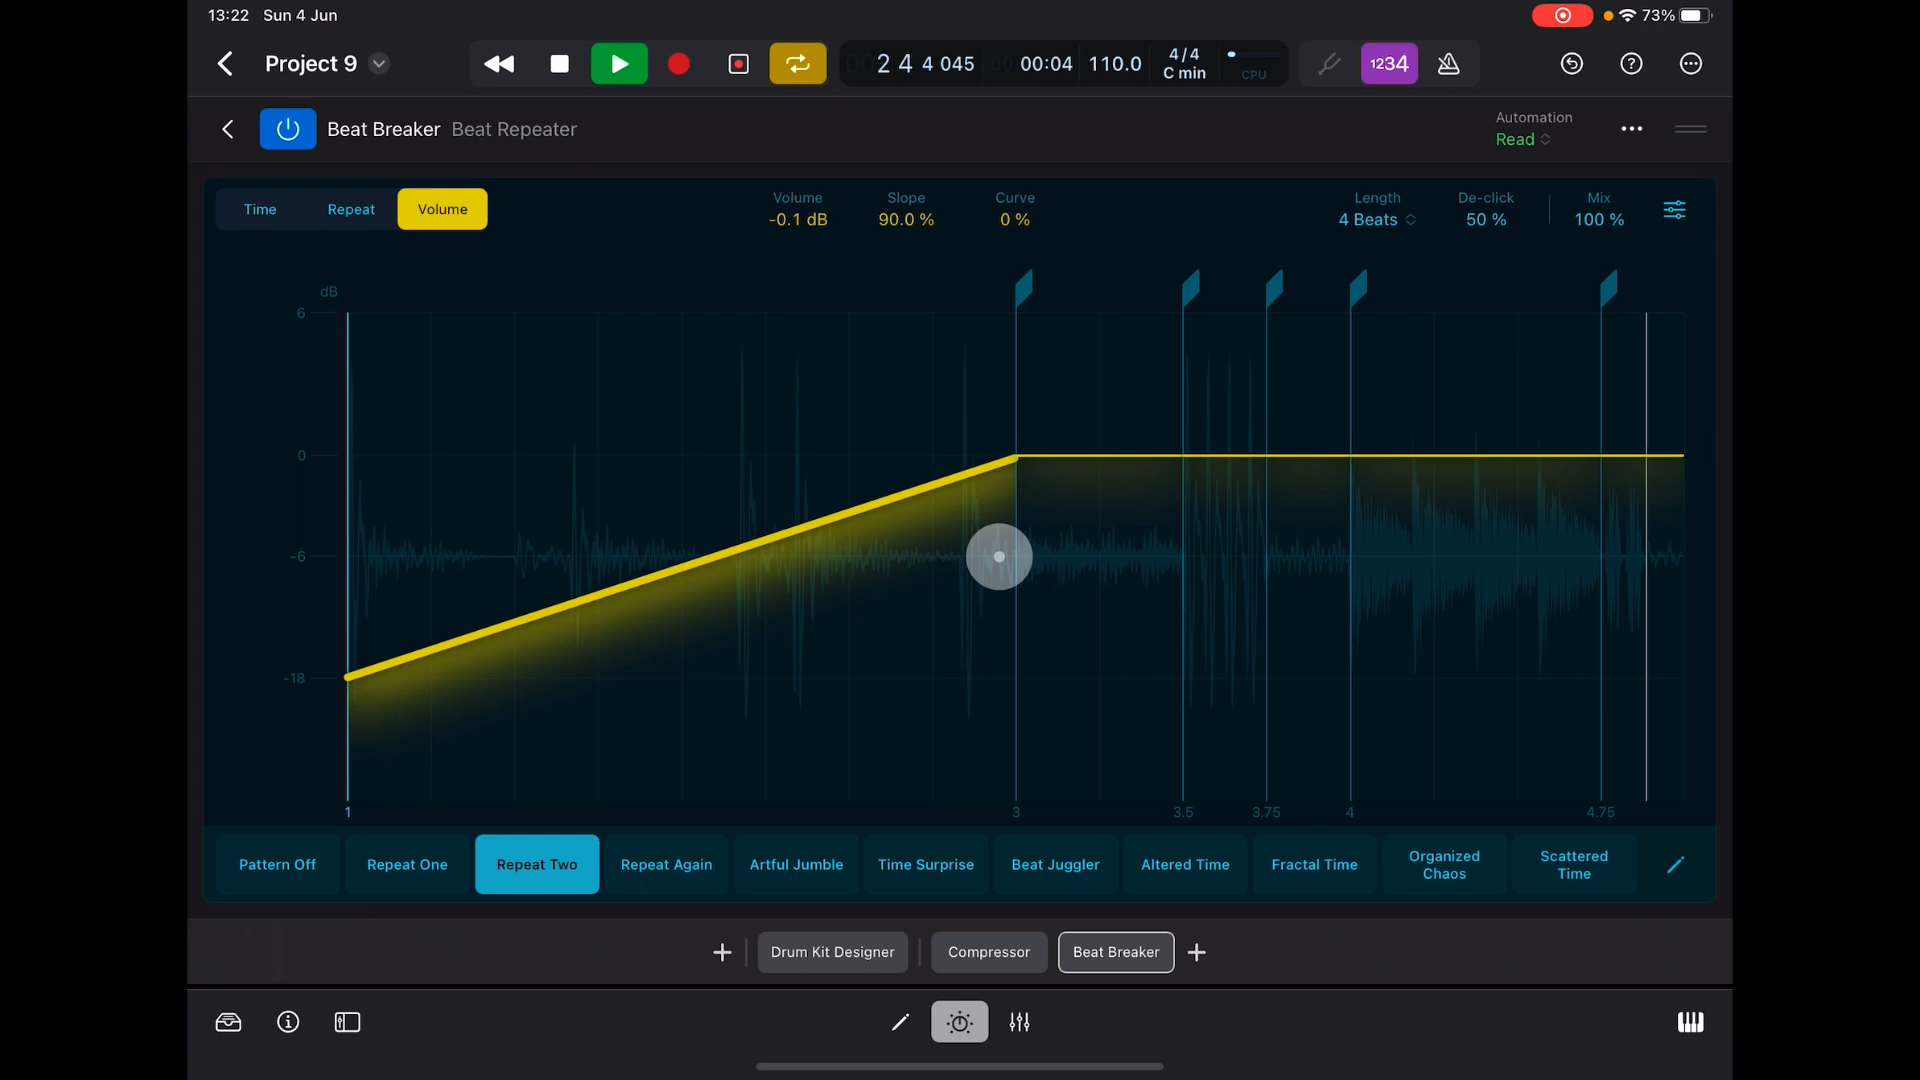 13:22 Sun 4 Jun
73%
Project 9
2 4 4 045
00:04
110.0
4/4
C min
CPU
1234
Beat Breaker Beat Repeater
Automation
Read
Time Repeat Volume
Volume
-0.1 dB
Slope
90.0 %
Curve
0 %
Length
4 Beats
De-click
50 %
Mix
100 %
dB
6
0
-6
-18
1 3 3.5 3.75 4 4.75
Pattern Off
Repeat One
Repeat Two
Repeat Again
Artful Jumble
Time Surprise
Beat Juggler
Altered Time
Fractal Time
Organized
Chaos
Scattered
Time
Drum Kit Designer
Compressor
Beat Breaker